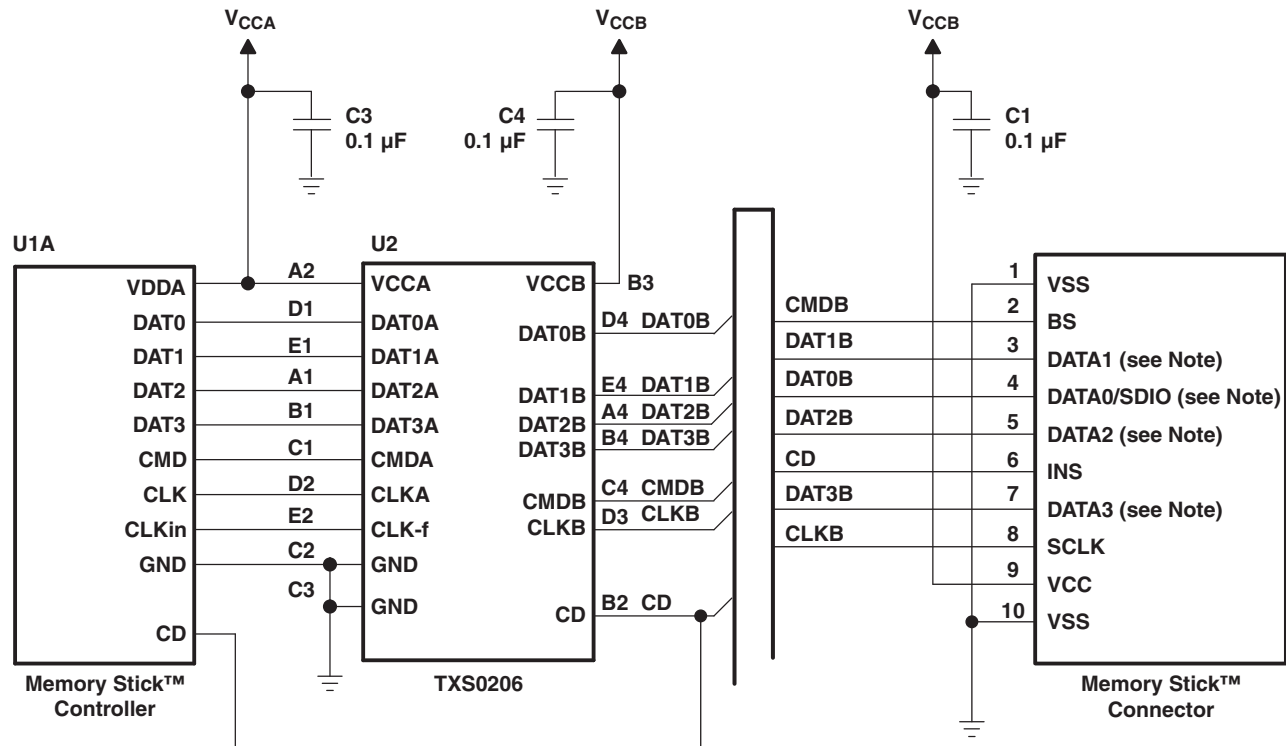 VCCA
VCCB
VCCB
C3
0.1 µF
C4
0.1 µF
C1
0.1 µF
U1A
U2
VDDA
DAT0
DAT1
DAT2
DAT3
CMD
CLK
CLKin
GND
CD
A2
D1
E1
A1
B1
C1
D2
E2
C2
C3
VCCA
DAT0A
DAT1A
DAT2A
DAT3A
CMDA
CLKA
CLK-f
GND
GND
VCCB
DAT0B
DAT1B
DAT2B
DAT3B
CMDB
CLKB
CD
B3
D4 DAT0B
E4 DAT1B
A4 DAT2B
B4 DAT3B
C4 CMDB
D3 CLKB
B2 CD
CMDB
DAT1B
DAT0B
DAT2B
CD
DAT3B
CLKB
1
2
3
4
5
6
7
8
9
10
VSS
BS
DATA1 (see Note)
DATA0/SDIO (see Note)
DATA2 (see Note)
INS
DATA3 (see Note)
SCLK
VCC
VSS
Memory Stick™
Controller
TXS0206
Memory Stick™
Connector